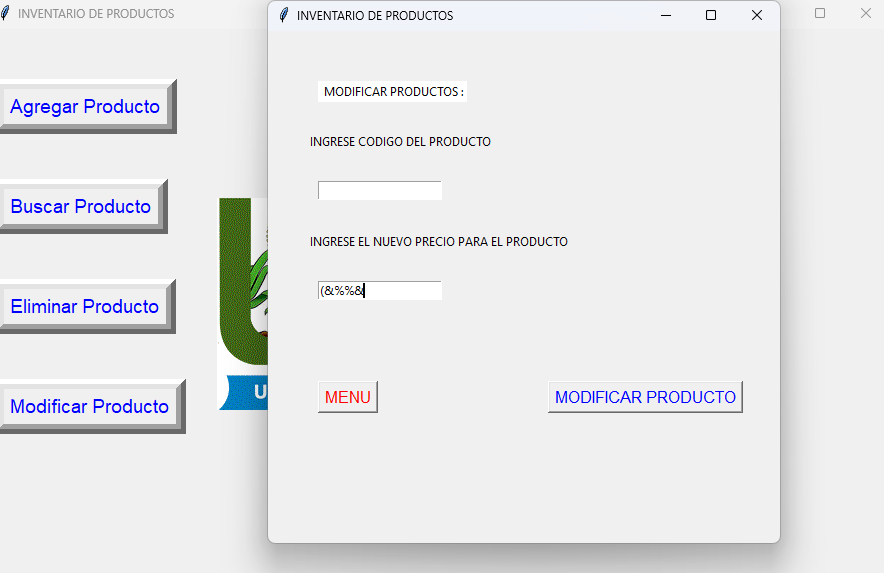 INVENTARIO DE PRODUCTOS
Agregar Producto
Buscar Producto
Eliminar Producto
Modificar Producto
U
INVENTARIO DE PRODUCTOS
MODIFICAR PRODUCTOS :
INGRESE CODIGO DEL PRODUCTO
INGRESE EL NUEVO PRECIO PARA EL PRODUCTO
(&%%&
MENU
MODIFICAR PRODUCTO